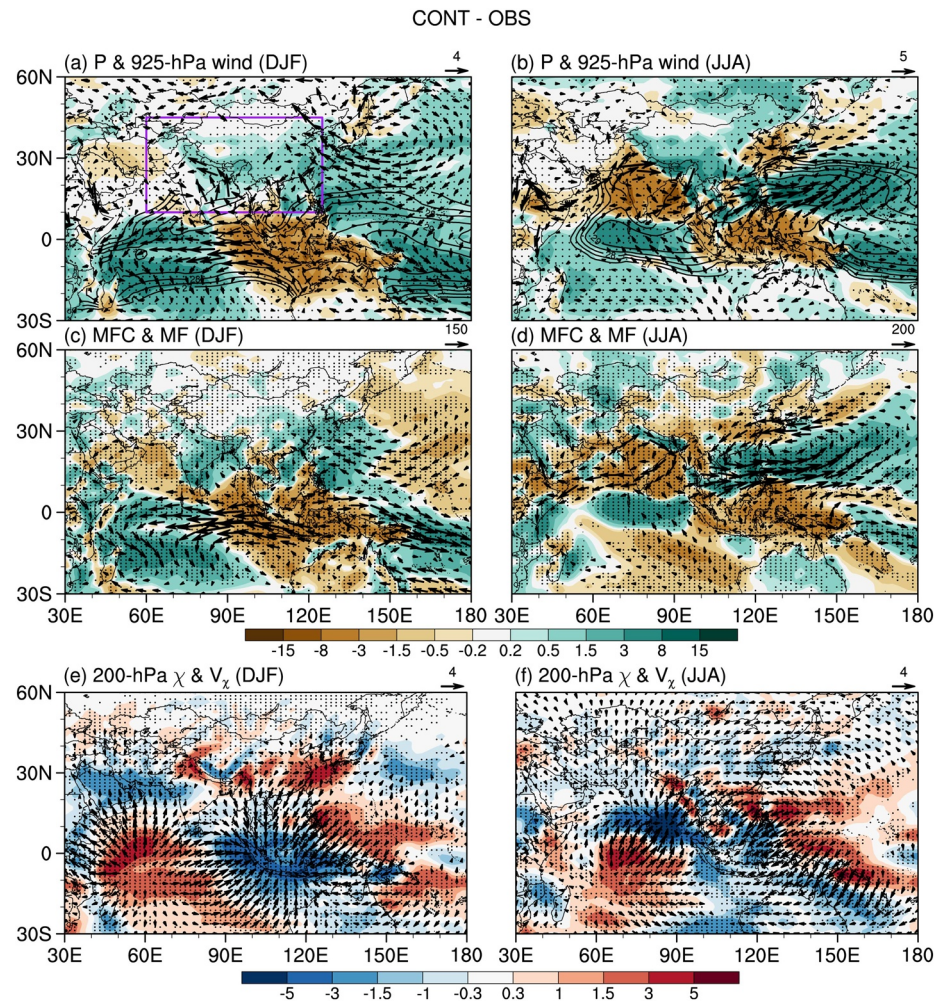 CONT - OBS
(a) P & 925-hPa wind (DJF) 4
(b) P & 925-hPa wind (JJA) 5
60N
30N
0
30S
(c) MFC & MF (DJF) 150
(d) MFC & MF (JJA) 200
60N
30N
0
30S
30E 60E 90E 120E 150E 180
30E 60E 90E 120E 150E 180
-15 -8 -3 -1.5 -0.5 -0.2 0.2 0.5 1.5 3 8 15
(e) 200-hPa χ & Vχ (DJF) 4
(f) 200-hPa χ & Vχ (JJA) 4
60N
30N
0
30S
30E 60E 90E 120E 150E 180
30E 60E 90E 120E 150E 180
-5 -3 -1.5 -1 -0.3 0.3 1 1.5 3 5